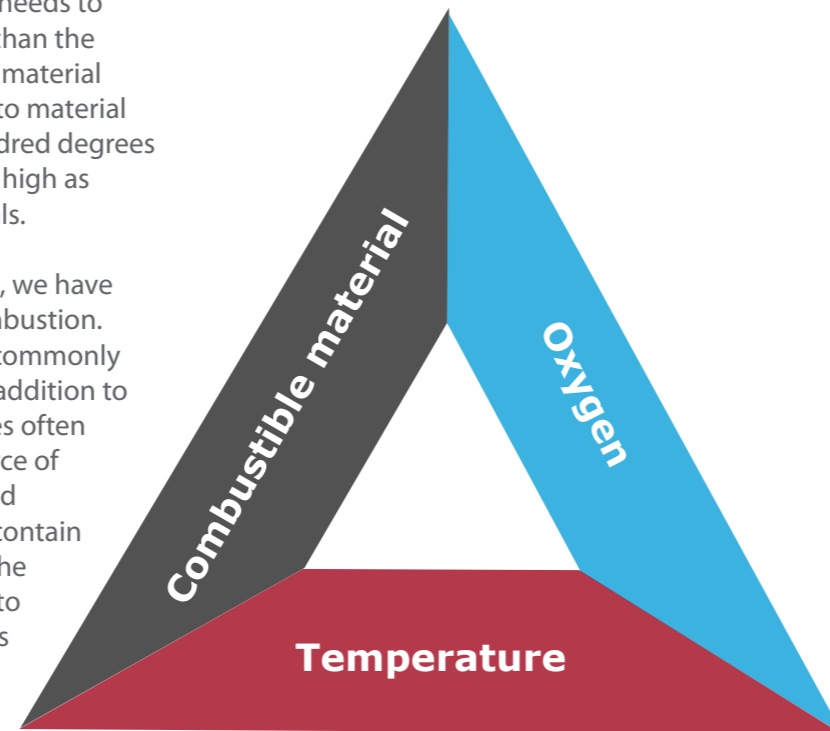 needs to
than the
material
to material
dred degrees
high as
ls.
, we have
bustion.
commonly
addition to
es often
ce of
d
contain
he
to
s
Combustible material
Oxygen
Temperature